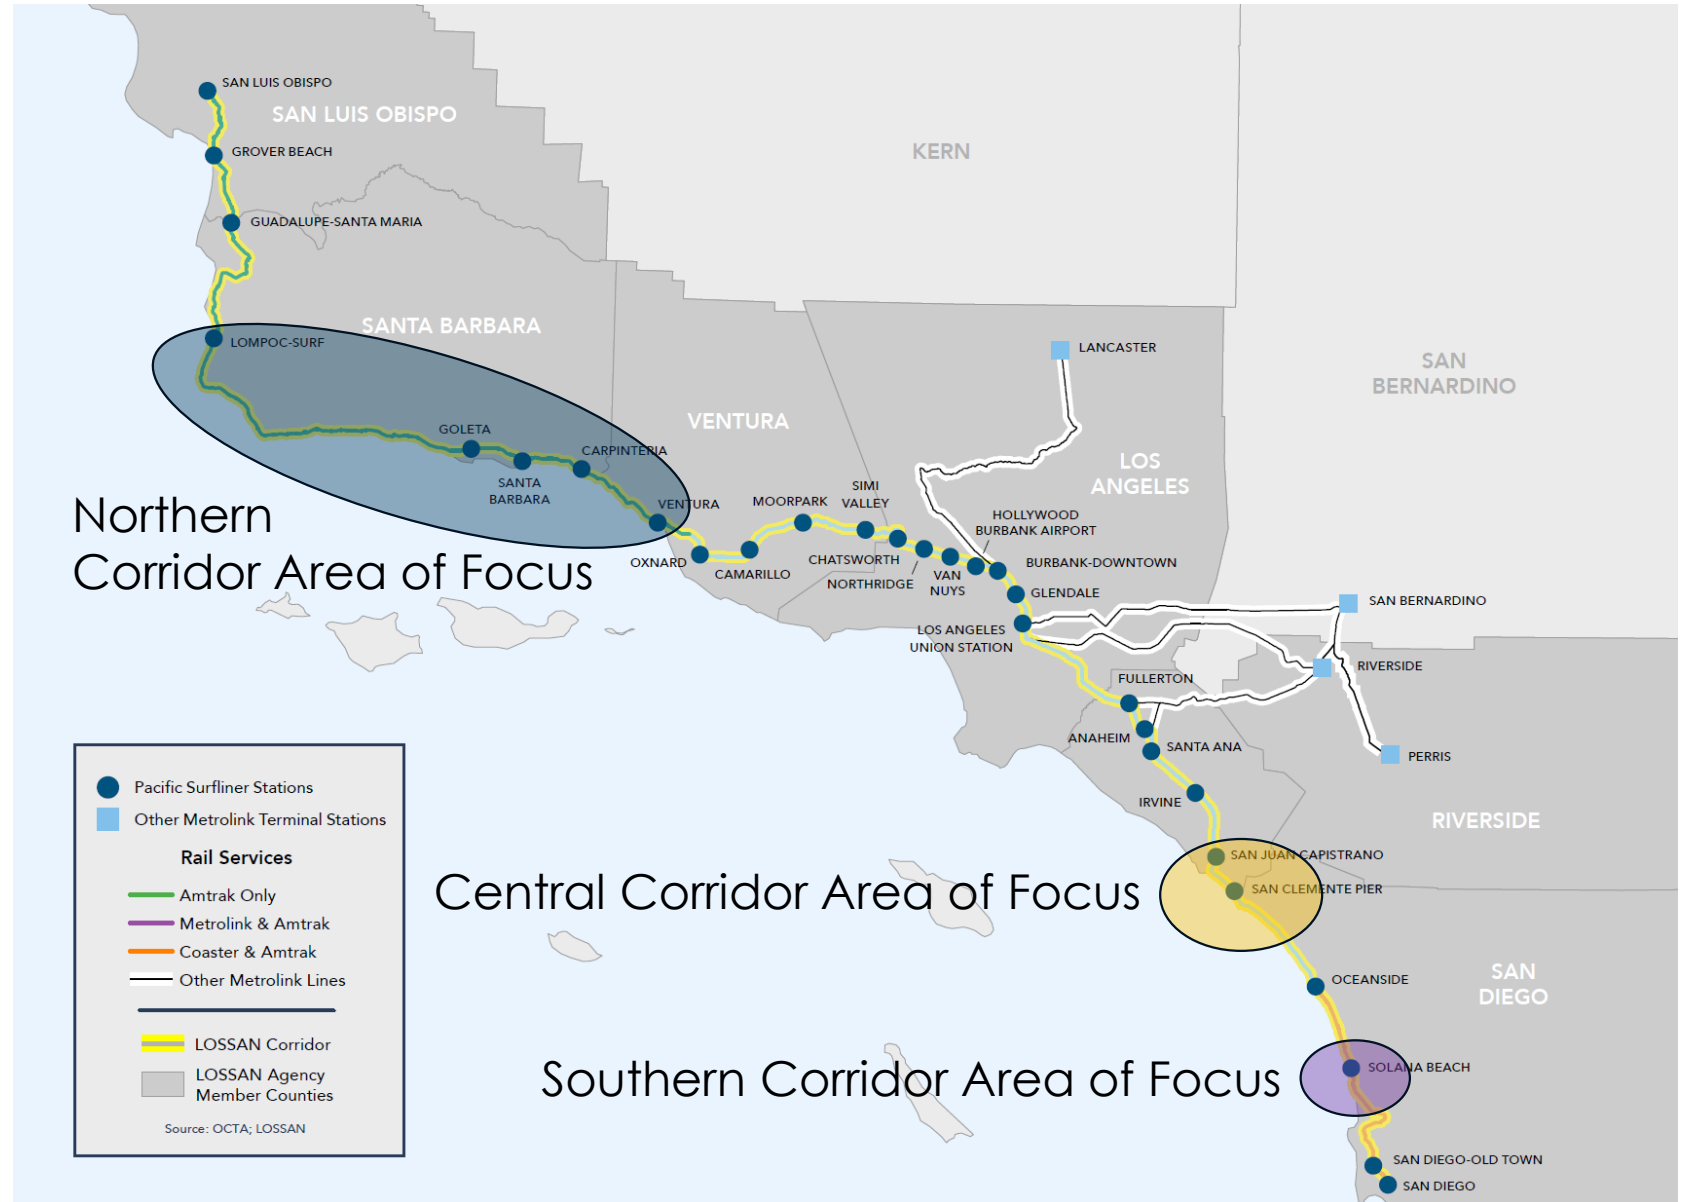 SAN LUIS OBISPO
SAN LUIS OBISPO
GROVER BEACH
KERN
GUADALUPE-SANTA MARIA
SANTA BARBARA
LOMPOC-SURF
LANCASTER
SAN
BERNARDINO
VENTURA
GOLETA
CARPINTERIA
SANTA
BARBARA
LOS
ANGELES
SIMI
VALLEY
MOORPARK
VENTURA
HOLLYWOOD
BURBANK AIRPORT
Northern
Corridor Area of Focus
OXNARD
CAMARILLO
CHATSWORTH
NORTHRIDGE
VAN
NUYS
BURBANK-DOWNTOWN
GLENDALE
SAN BERNARDINO
LOS ANGELES
UNION STATION
RIVERSIDE
FULLERTON
ANAHEIM
SANTA ANA
PERRIS
IRVINE
RIVERSIDE
SAN JUAN CAPISTRANO
Central Corridor Area of Focus
SAN CLEMENTE PIER
OCEANSIDE
SAN
DIEGO
Southern Corridor Area of Focus
SOLANA BEACH
SAN DIEGO-OLD TOWN
SAN DIEGO
Pacific Surfliner Stations
Other Metrolink Terminal Stations
Rail Services
Amtrak Only
Metrolink & Amtrak
Coaster & Amtrak
Other Metrolink Lines
LOSSAN Corridor
LOSSAN Agency
Member Counties
Source: OCTA; LOSSAN